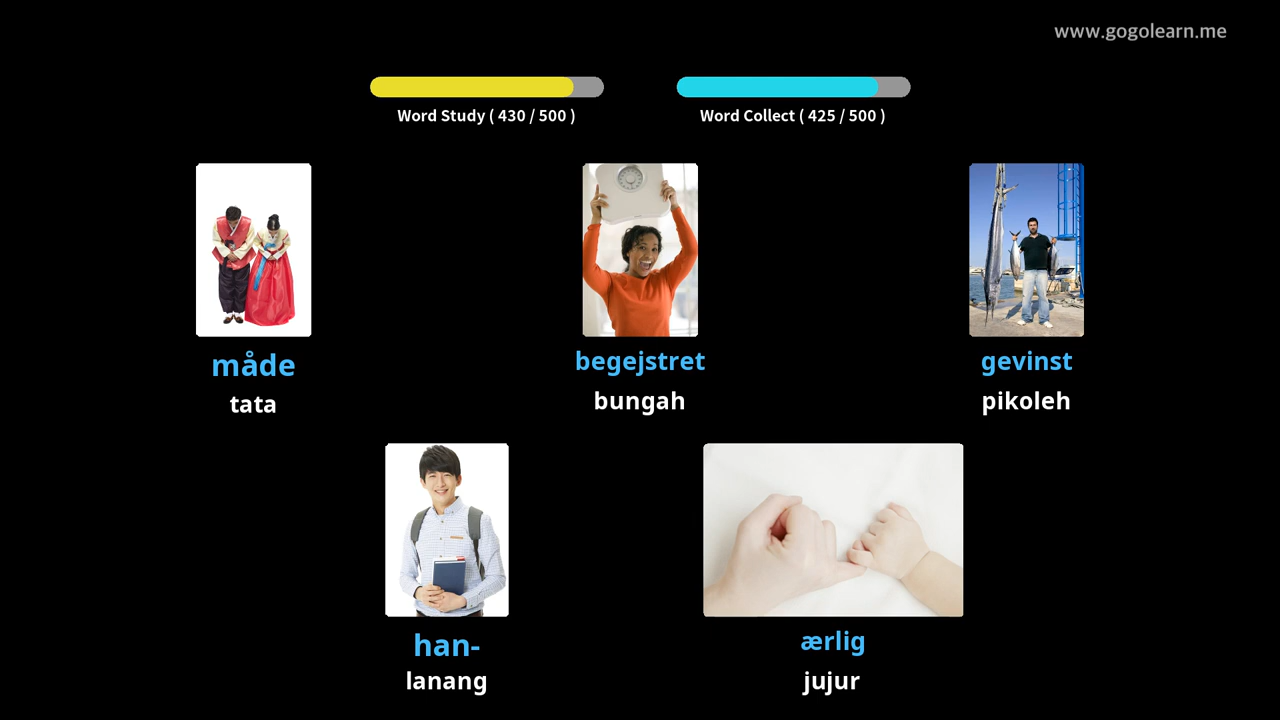 www.gogolearn.me
Word Study ( 430 / 500 )
Word Collect ( 425 / 500 )
måde
tata
begejstret
bungah
gevinst
pikoleh
han-
lanang
ærlig
jujur